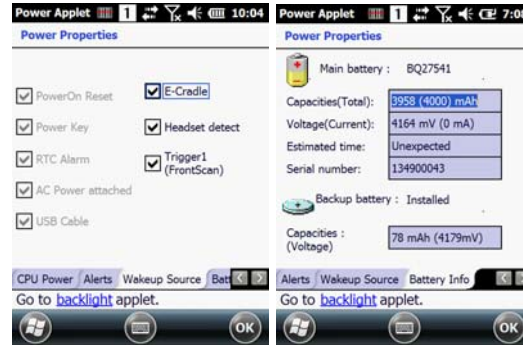 Power Applet 1 10:04
Power Properties
PowerOn Reset
E-Cradle
Power Key
Headset detect
RTC Alarm
Trigger1
(FrontScan)
AC Power attached
USB Cable
CPU Power Alerts Wakeup Source Batt
Go to backlight applet.
OK
Power Applet 1 7:08
Power Properties
Main battery : BQ27541
Capacities(Total): 3958 (4000) mAh
Voltage(Current): 4164 mV (0 mA)
Estimated time: Unexpected
Serial number: 134900043
Backup battery : Installed
Capacities : 78 mAh (4179mV)
(Voltage)
Alerts Wakeup Source Battery Info
Go to backlight applet.
OK